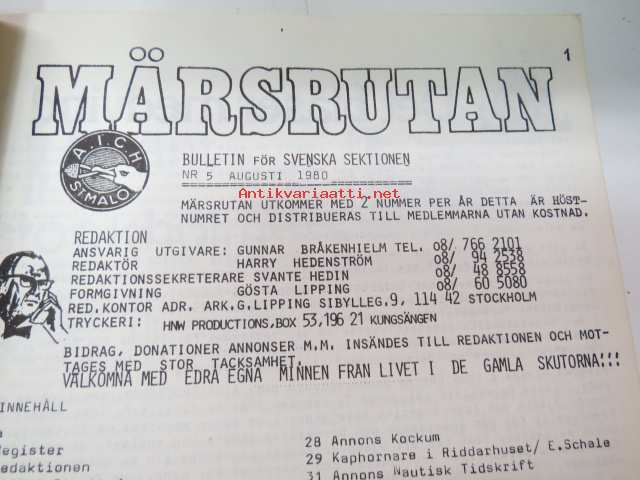 1
MÄRSRUTAN
A.I.C.H
ST.MALO
BULLETIN FÖR SVENSKA SEKTIONEN
NR 5 AUGUSTI 1980
Antikvariaatti.net
MÄRSRUTAN UTKOMMER MED 2 NUMMER PER ÅR DETTA ÄR HÖST-
NUMRET OCH DISTRIBUERAS TILL MEDLEMMARNA UTAN KOSTNAD.
REDAKTION
ANSVARIG UTGIVARE: GUNNAR BRÅKENHIELM TEL. 08/ 766 2101
REDAKTÖR HARRY HEDENSTRÖM 08/ 94 2538
REDAKTIONSSEKRETERARE SVANTE HEDIN 08/ 48 8558
FORMGIVNING GÖSTA LIPPING 08/ 60 5080
RED.KONTOR ADR. ARK.G.LIPPING SIBYLLEG.9, 114 42 STOCKHOLM
TRYCKERI: HNW PRODUCTIONS,BOX 53,196 21 KUNGSÄNGEN
BIDRAG, DONATIONER ANNONSER M.M. INSÄNDES TILL REDAKTIONEN OCH MOT-
TAGES MED STOR TACKSAMHET.
VÄLKOMNA MED EDRA EGNA MINNEN FRAN LIVET I DE GAMLA SKUTORNA!!!
INNEHÅLL
28 Annons Kockum
29 Kaphornare i Riddarhuset/ E.Schale
31 Annons Nautisk Tidskrift